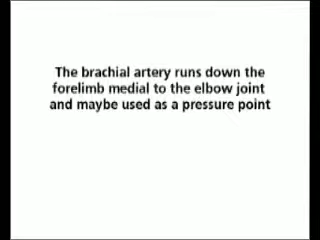 The brachial artery runs down the
forelimb medial to the elbow joint
and maybe used as a pressure point